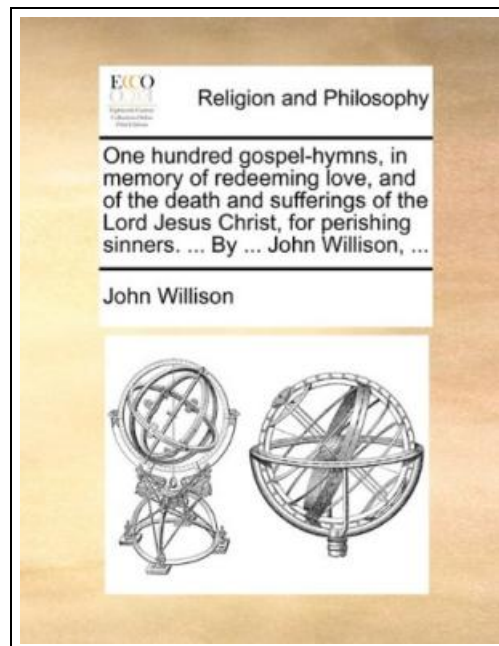 ECCO
Religion and Philosophy
One hundred gospel-hymns, in
memory of redeeming love, and
of the death and sufferings of the
Lord Jesus Christ, for perishing
sinners. ... By ... John Willison, ...
John Willison